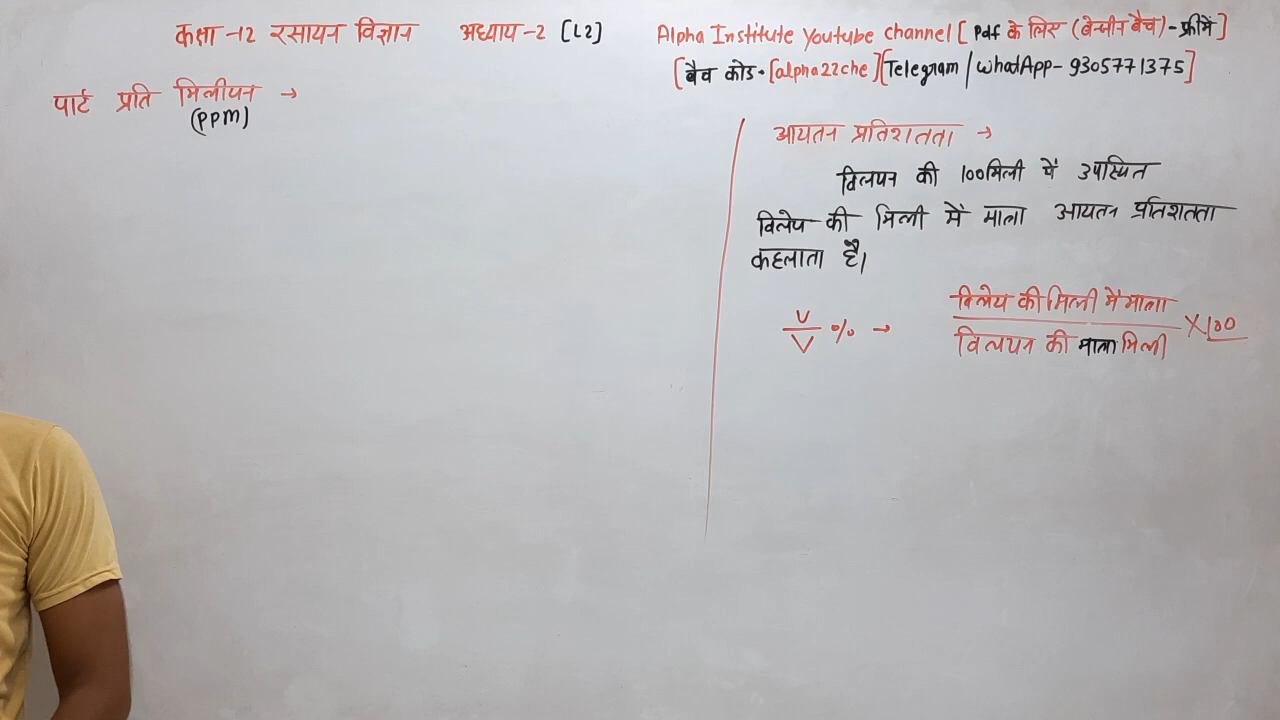 कक्षा-12 रसायन विज्ञान अध्याय-2 [L2]
Alpha Institute Youtube channel [Pdf के लिए (बेन्जीन बैच)-फ्री में]
[बैच कोड-[alpha22che][Telegram/WhatApp-9305771375]
पार्ट प्रति मिलीयन →
(PPM)
आयतन प्रतिशतता →
विलयन की 100मिली में उपस्थित
विलेय की मिली में मात्रा आयतन प्रतिशतता
कहलाता है।
v/V % → विलेय की मिली में मात्रा / विलयन की मात्रा मिली ×100